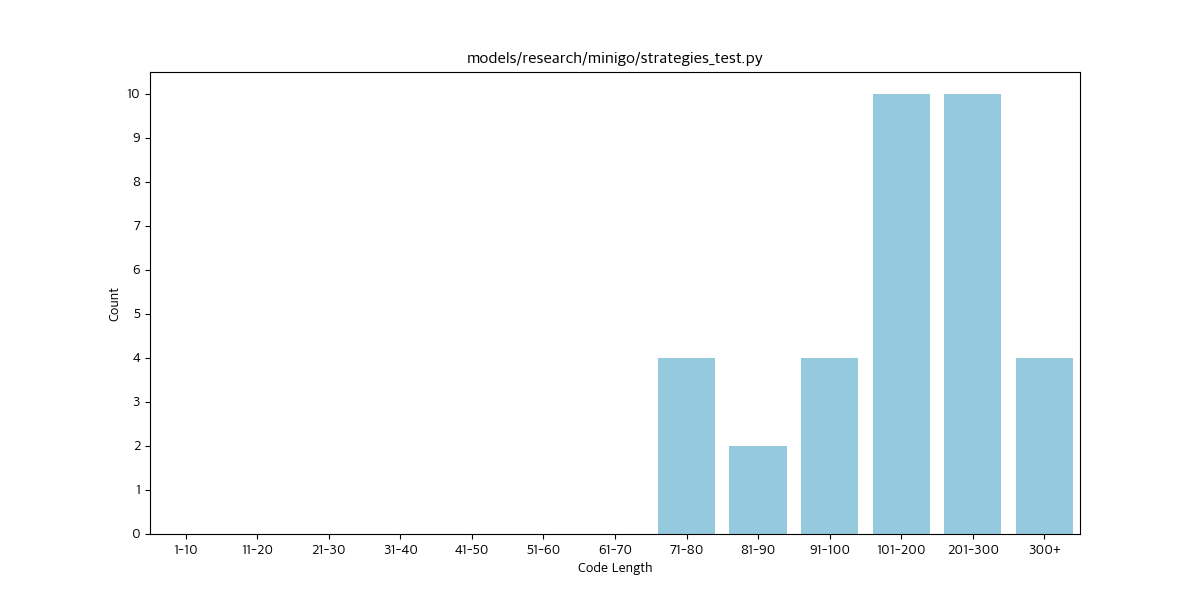 models/research/minigo/strategies_test.py
Count
10
9
8
7
6
5
4
3
2
1
0
1-10 11-20 21-30 31-40 41-50 51-60 61-70 71-80 81-90 91-100 101-200 201-300 300+
Code Length